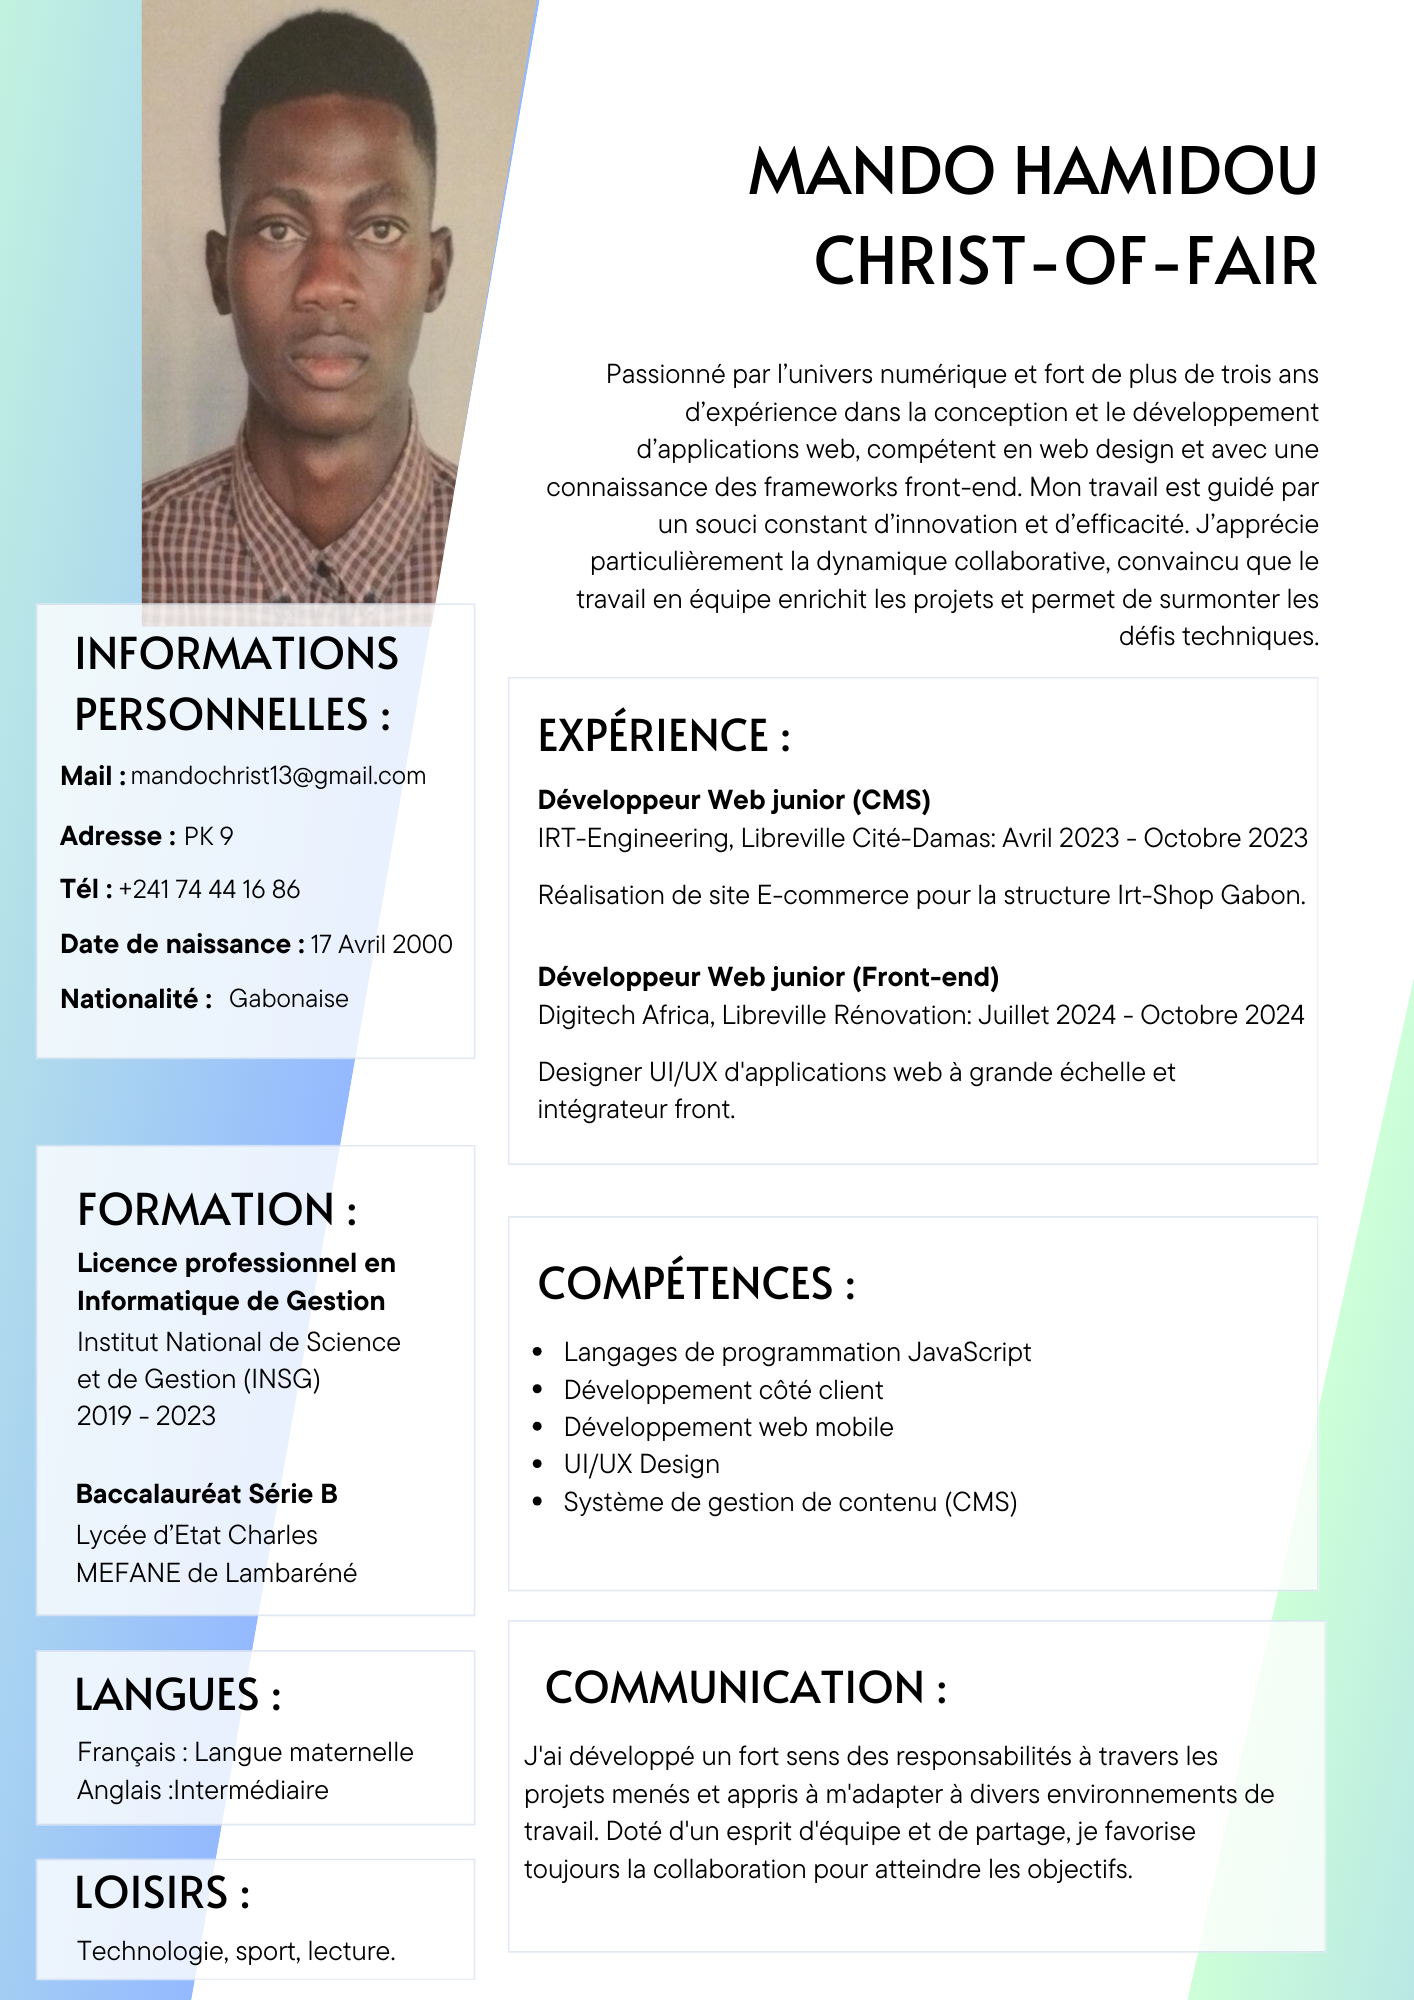 MANDO HAMIDOU
CHRIST-OF-FAIR
Passionné par l’univers numérique et fort de plus de trois ans
d’expérience dans la conception et le développement
d’applications web, compétent en web design et avec une
connaissance des frameworks front-end. Mon travail est guidé par
un souci constant d’innovation et d’efficacité. J’apprécie
particulièrement la dynamique collaborative, convaincu que le
travail en équipe enrichit les projets et permet de surmonter les
défis techniques.
INFORMATIONS
PERSONNELLES :
Mail : mandochrist13@gmail.com
Adresse : PK 9
Tél : +241 74 44 16 86
Date de naissance : 17 Avril 2000
Nationalité : Gabonaise
FORMATION :
Licence professionnel en
Informatique de Gestion
Institut National de Science
et de Gestion (INSG)
2019 - 2023
Baccalauréat Série B
Lycée d’Etat Charles
MEFANE de Lambaréné
LANGUES :
Français : Langue maternelle
Anglais :Intermédiaire
LOISIRS :
Technologie, sport, lecture.
EXPÉRIENCE :
Développeur Web junior (CMS)
IRT-Engineering, Libreville Cité-Damas: Avril 2023 - Octobre 2023
Réalisation de site E-commerce pour la structure Irt-Shop Gabon.
Développeur Web junior (Front-end)
Digitech Africa, Libreville Rénovation: Juillet 2024 - Octobre 2024
Designer UI/UX d'applications web à grande échelle et
intégrateur front.
COMPÉTENCES :
• Langages de programmation JavaScript
• Développement côté client
• Développement web mobile
• UI/UX Design
• Système de gestion de contenu (CMS)
COMMUNICATION :
J'ai développé un fort sens des responsabilités à travers les
projets menés et appris à m'adapter à divers environnements de
travail. Doté d'un esprit d'équipe et de partage, je favorise
toujours la collaboration pour atteindre les objectifs.